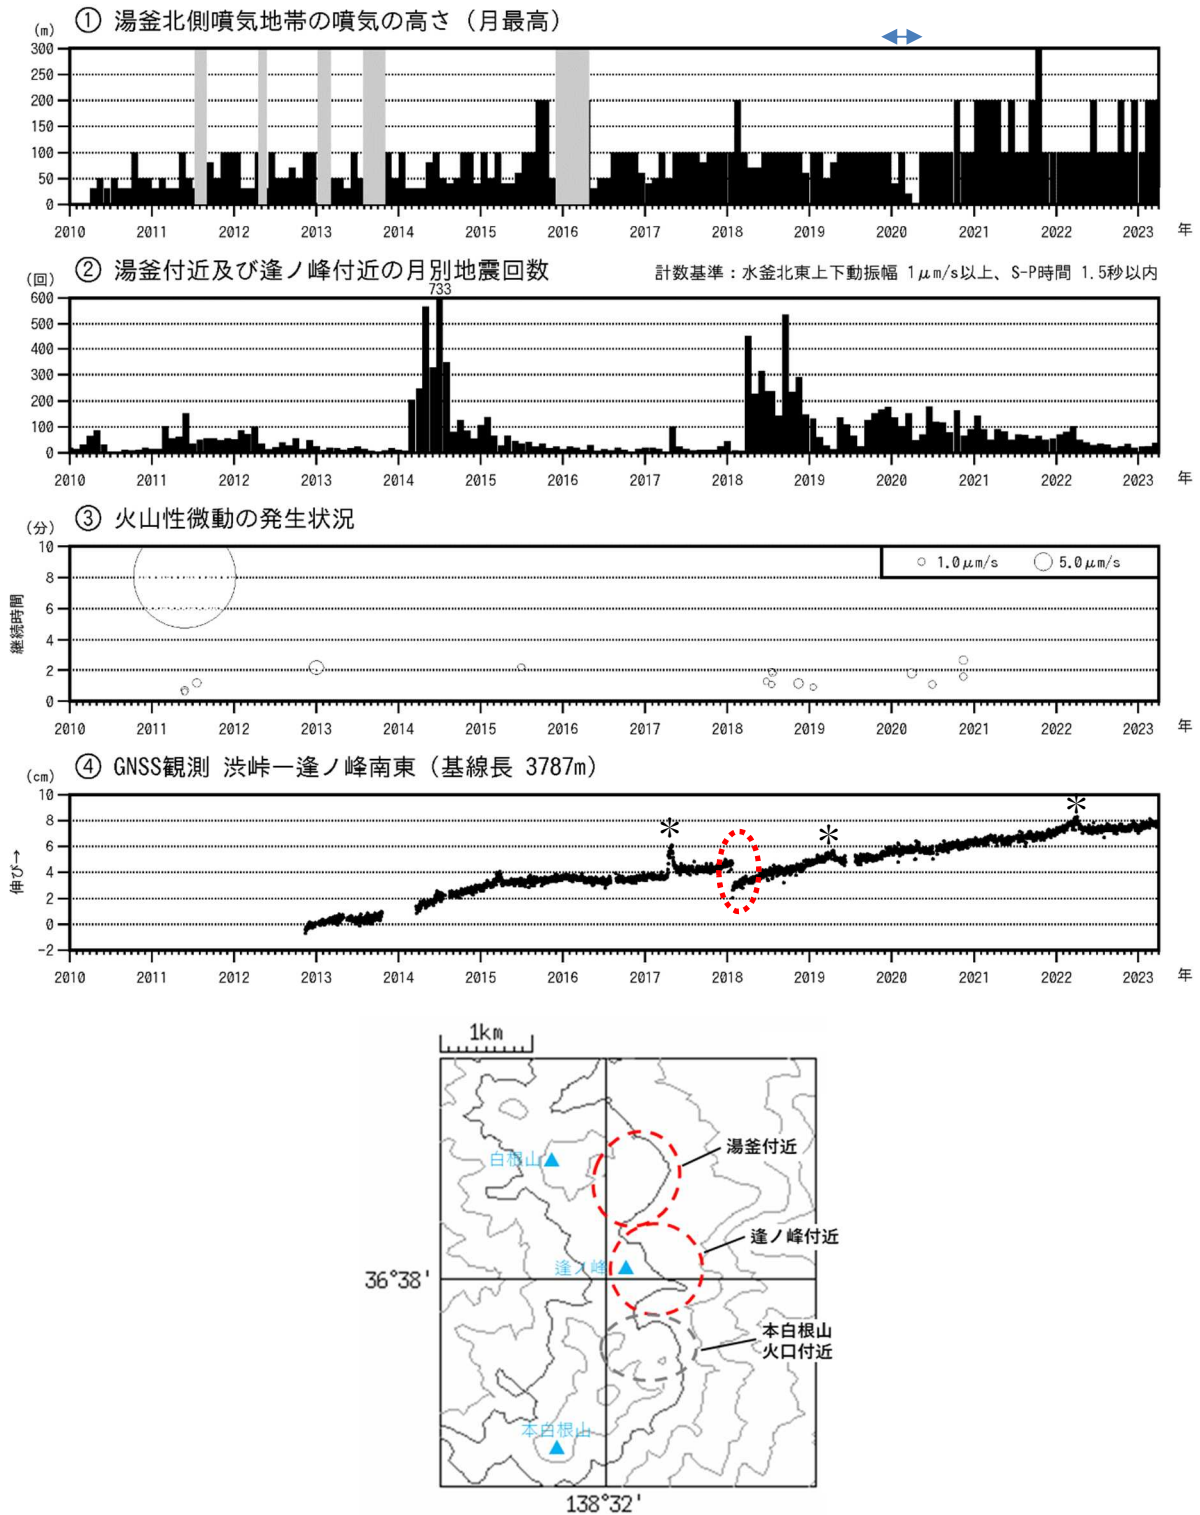 ① 湯釜北側噴気地帯の噴気の高さ（月最高）
(m)
300
250
200
150
100
50
0
2010 2011 2012 2013 2014 2015 2016 2017 2018 2019 2020 2021 2022 2023 年
② 湯釜付近及び逢ノ峰付近の月別地震回数
計数基準：水釜北東上下動振幅 1μm/s以上、S-P時間 1.5秒以内
(回)
733
600
500
400
300
200
100
0
2010 2011 2012 2013 2014 2015 2016 2017 2018 2019 2020 2021 2022 2023 年
③ 火山性微動の発生状況
(分)
継続時間
10
8
6
4
2
0
1.0μm/s 5.0μm/s
2010 2011 2012 2013 2014 2015 2016 2017 2018 2019 2020 2021 2022 2023 年
④ GNSS観測 渋峠－逢ノ峰南東（基線長 3787m）
(cm)
伸び→
10
8
6
4
2
0
-2
* * *
2010 2011 2012 2013 2014 2015 2016 2017 2018 2019 2020 2021 2022 2023 年
1km
湯釜付近
白根山
逢ノ峰付近
逢ノ峰
36°38'
本白根山
火口付近
本白根山
138°32'